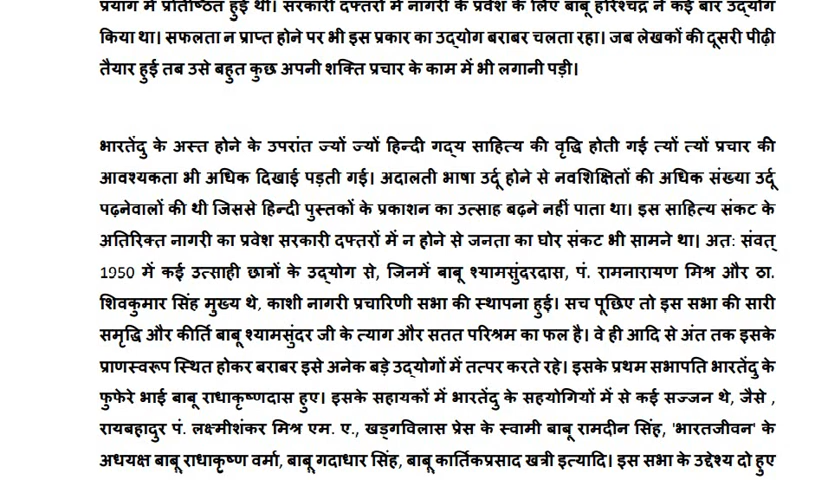 प्रयाग में प्रतिष्ठित हुई थी। सरकारी दफ्तरों में नागरी के प्रवेश के लिए बाबू हरिश्चंद्र ने कई बार उद्योग
किया था। सफलता न प्राप्त होने पर भी इस प्रकार का उद्योग बराबर चलता रहा। जब लेखकों की दूसरी पीढ़ी
तैयार हुई तब उसे बहुत कुछ अपनी शक्ति प्रचार के काम में भी लगानी पड़ी।
भारतेंदु के अस्त होने के उपरांत ज्यों ज्यों हिन्दी गद्य साहित्य की वृद्धि होती गई त्यों त्यों प्रचार की
आवश्यकता भी अधिक दिखाई पड़ती गई। अदालती भाषा उर्दू होने से नवशिक्षितों की अधिक संख्या उर्दू
पढ़नेवालों की थी जिससे हिन्दी पुस्तकों के प्रकाशन का उत्साह बढ़ने नहीं पाता था। इस साहित्य संकट के
अतिरिक्त नागरी का प्रवेश सरकारी दफ्तरों में न होने से जनता का घोर संकट भी सामने था। अत: संवत्
1950 में कई उत्साही छात्रों के उद्योग से, जिनमें बाबू श्यामसुंदरदास, पं. रामनारायण मिश्र और ठा.
शिवकुमार सिंह मुख्य थे, काशी नागरी प्रचारिणी सभा की स्थापना हुई। सच पूछिए तो इस सभा की सारी
समृद्धि और कीर्ति बाबू श्यामसुंदर जी के त्याग और सतत परिश्रम का फल है। वे ही आदि से अंत तक इसके
प्राणस्वरूप स्थित होकर बराबर इसे अनेक बड़े उद्योगों में तत्पर करते रहे। इसके प्रथम सभापति भारतेंदु के
फुफेरे भाई बाबू राधाकृष्णदास हुए। इसके सहायकों में भारतेंदु के सहयोगियों में से कई सज्जन थे, जैसे ,
रायबहादुर पं. लक्ष्मीशंकर मिश्र एम. ए., खड्गविलास प्रेस के स्वामी बाबू रामदीन सिंह, 'भारतजीवन' के
अधयक्ष बाबू राधाकृष्ण वर्मा, बाबू गदाधार सिंह, बाबू कार्तिकप्रसाद खत्री इत्यादि। इस सभा के उद्देश्य दो हुए